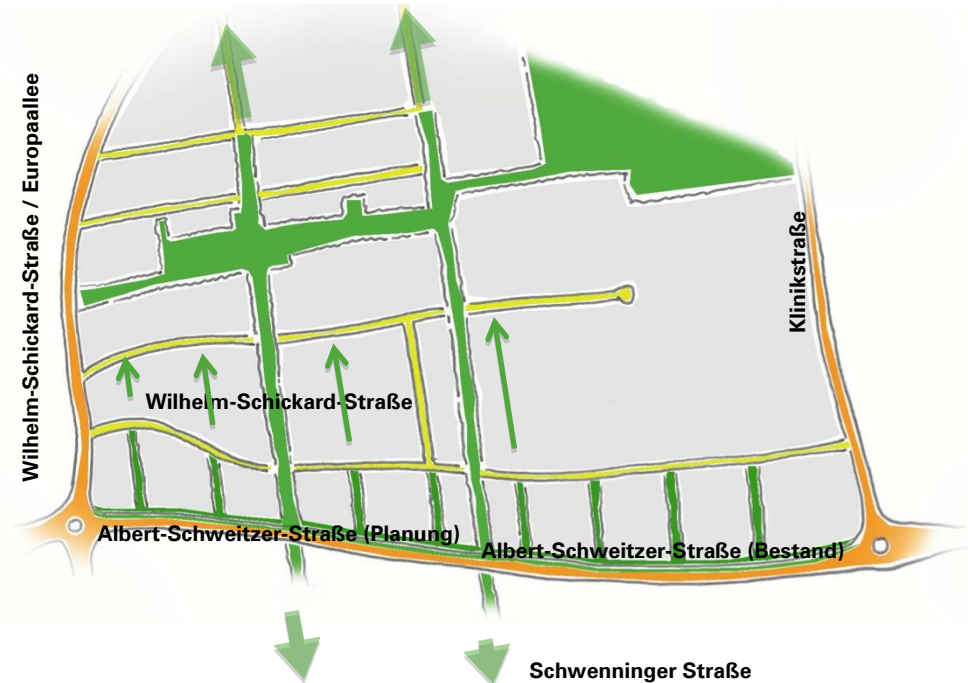 Wilhelm-Schickard-Straße / Europaallee
Klinikstraße
Wilhelm-Schickard-Straße
Albert-Schweitzer-Straße (Planung)
Albert-Schweitzer-Straße (Bestand)
Schwenninger Straße